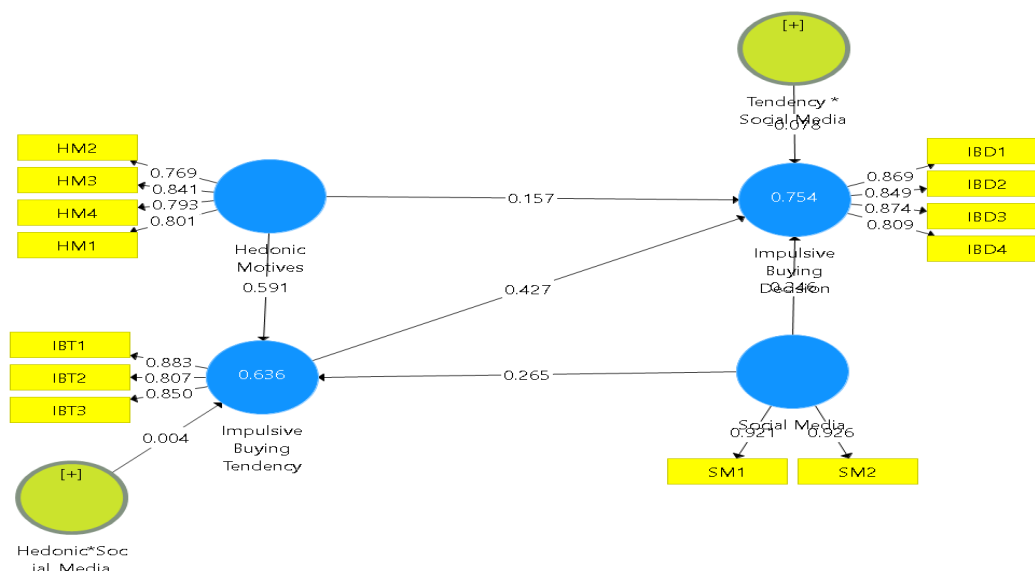 [+]
Tendency *
Social Media
-0.078
HM2
HM3
HM4
HM1
0.769
0.841
0.793
0.801
Hedonic
Motives
0.157
0.754
Impulsive
Buying
Decision
0.869
0.849
0.874
0.809
IBD1
IBD2
IBD3
IBD4
0.591
0.427
0.346
IBT1
IBT2
IBT3
0.883
0.807
0.850
0.636
Impulsive
Buying
Tendency
0.265
Social Media
0.921
0.926
SM1
SM2
0.004
[+]
Hedonic*Soc
ial Media